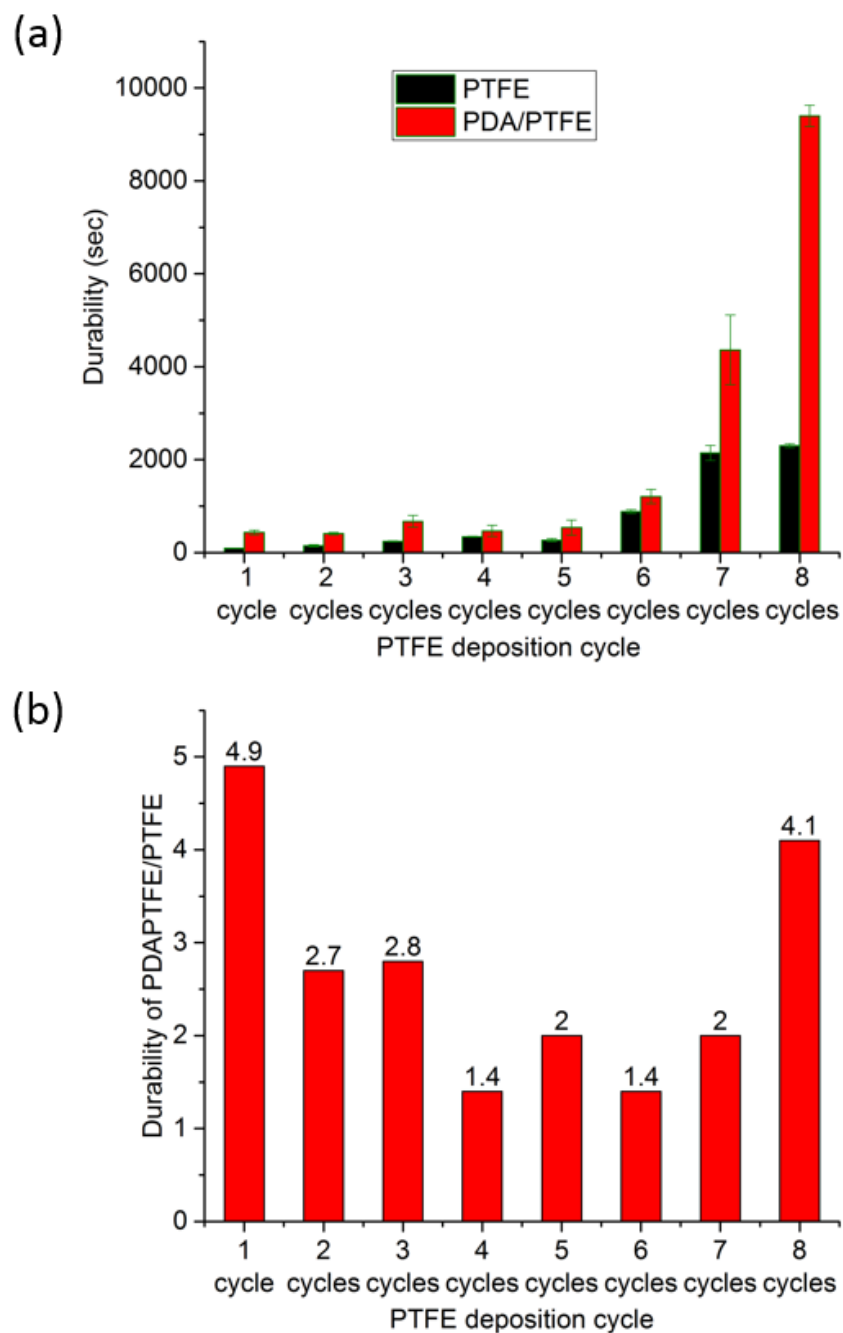 (a)
PTFE
PDA/PTFE
Durability (sec)
10000
8000
6000
4000
2000
0
1 2 3 4 5 6 7 8
cycle cycles cycles cycles cycles cycles cycles cycles
PTFE deposition cycle
(b)
Durability of PDAPTFE/PTFE
5
4
3
2
1
0
4.9
2.7
2.8
1.4
2
1.4
2
4.1
1 2 3 4 5 6 7 8
cycle cycles cycles cycles cycles cycles cycles cycles
PTFE deposition cycle